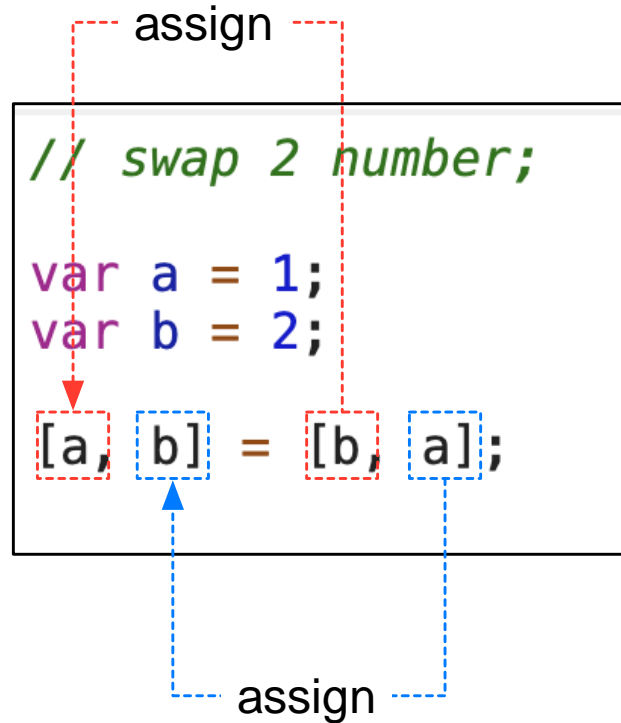 assign
// swap 2 number;
var a = 1;
var b = 2;
[a, b] = [b, a];
assign